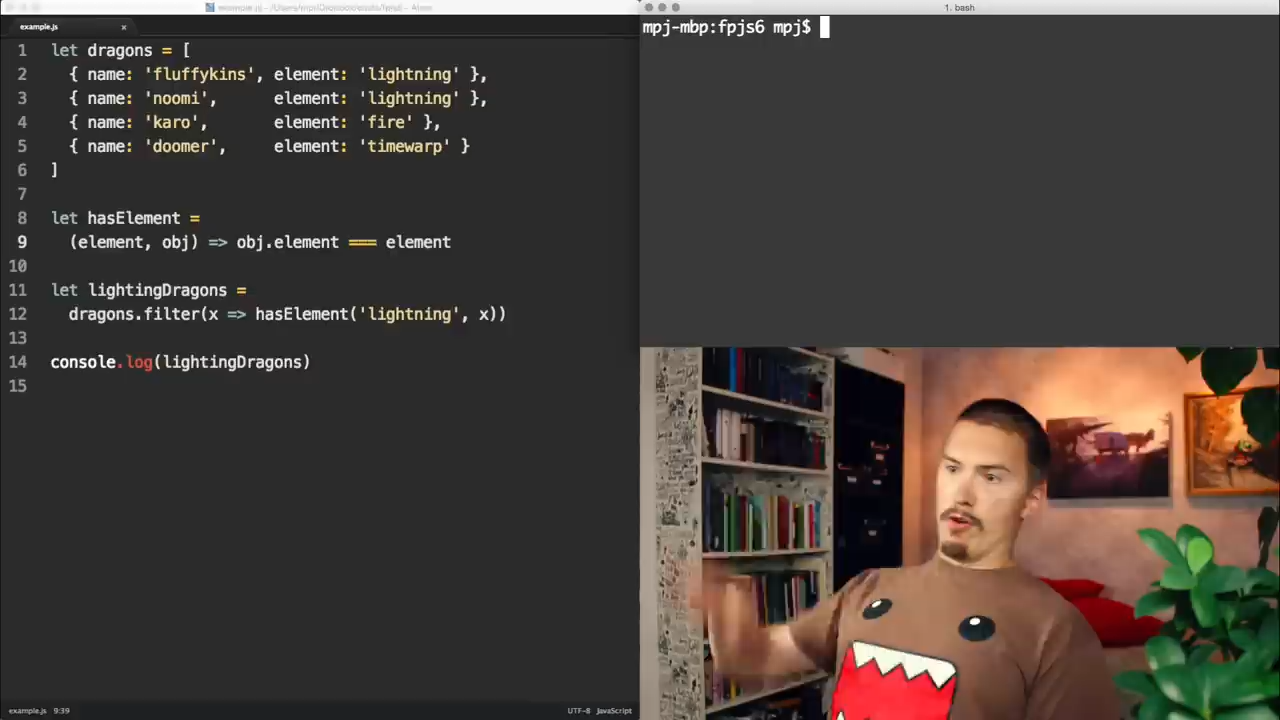 example.js
1 let dragons = [
2 { name: 'fluffykins', element: 'lightning' },
3 { name: 'noomi', element: 'lightning' },
4 { name: 'karo', element: 'fire' },
5 { name: 'doomer', element: 'timewarp' }
6 ]
7
8 let hasElement =
9 (element, obj) => obj.element === element
10
11 let lightingDragons =
12 dragons.filter(x => hasElement('lightning', x))
13
14 console.log(lightingDragons)
15
example.js 9:39 UTF-8 JavaScript
1. bash
mpj-mbp:fpjs6 mpj$